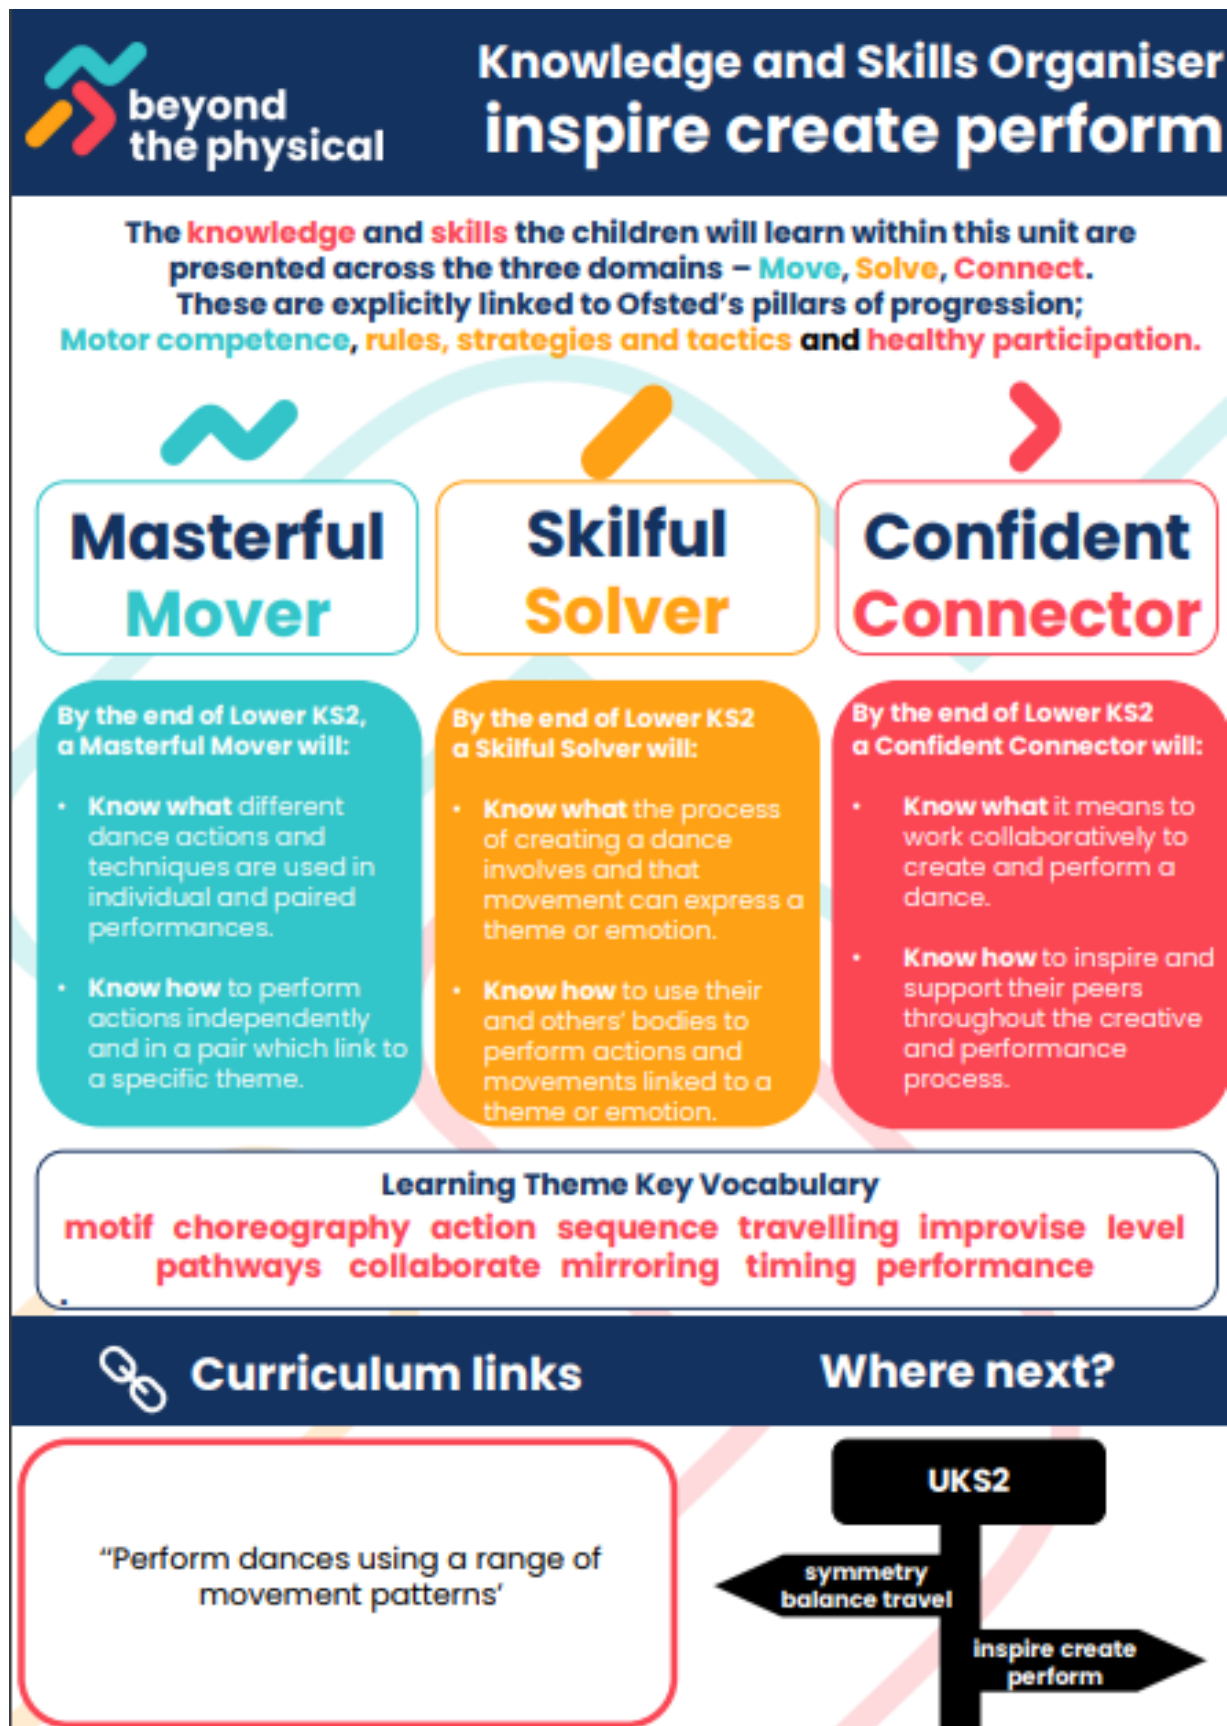 beyond
the physical
Knowledge and Skills Organiser
inspire create perform
The knowledge and skills the children will learn within this unit are
presented across the three domains – Move, Solve, Connect.
These are explicitly linked to Ofsted's pillars of progression;
Motor competence, rules, strategies and tactics and healthy participation.
Masterful
Mover
Skilful
Solver
Confident
Connector
By the end of Lower KS2,
a Masterful Mover will:
• Know what different
dance actions and
techniques are used in
individual and paired
performances.
• Know how to perform
actions independently
and in a pair which link to
a specific theme.
By the end of Lower KS2
a Skilful Solver will:
• Know what the process
of creating a dance
involves and that
movement can express a
theme or emotion.
• Know how to use their
and others' bodies to
perform actions and
movements linked to a
theme or emotion.
By the end of Lower KS2
a Confident Connector will:
• Know what it means to
work collaboratively to
create and perform a
dance.
• Know how to inspire and
support their peers
throughout the creative
and performance
process.
Learning Theme Key Vocabulary
motif choreography action sequence travelling improvise level
pathways collaborate mirroring timing performance
.
Curriculum links
Where next?
"Perform dances using a range of
movement patterns'
UKS2
symmetry
balance travel
inspire create
perform